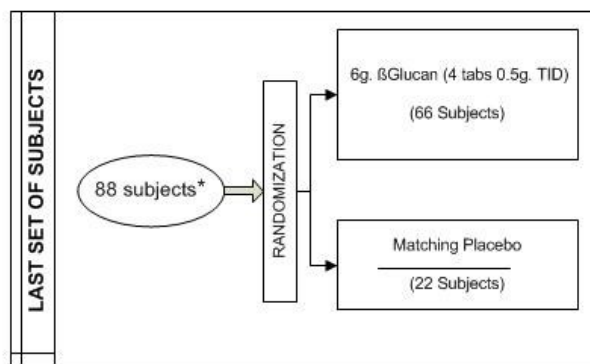 LAST SET OF SUBJECTS
88 subjects*
RANDOMIZATION
6g. ßGlucan (4 tabs 0.5g. TID)
(66 Subjects)
Matching Placebo
(22 Subjects)